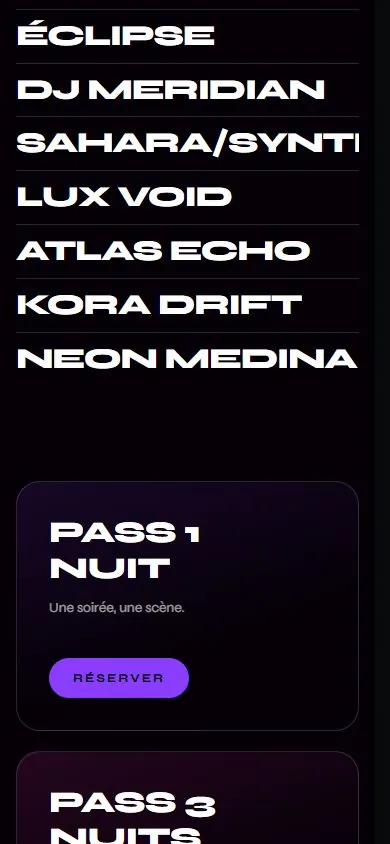 ÉCLIPSE
DJ MERIDIAN
SAHARA/SYNT
LUX VOID
ATLAS ECHO
KORA DRIFT
NEON MEDINA
PASS 1
NUIT
Une soirée, une scène.
RÉSERVER
PASS 3
NUITS